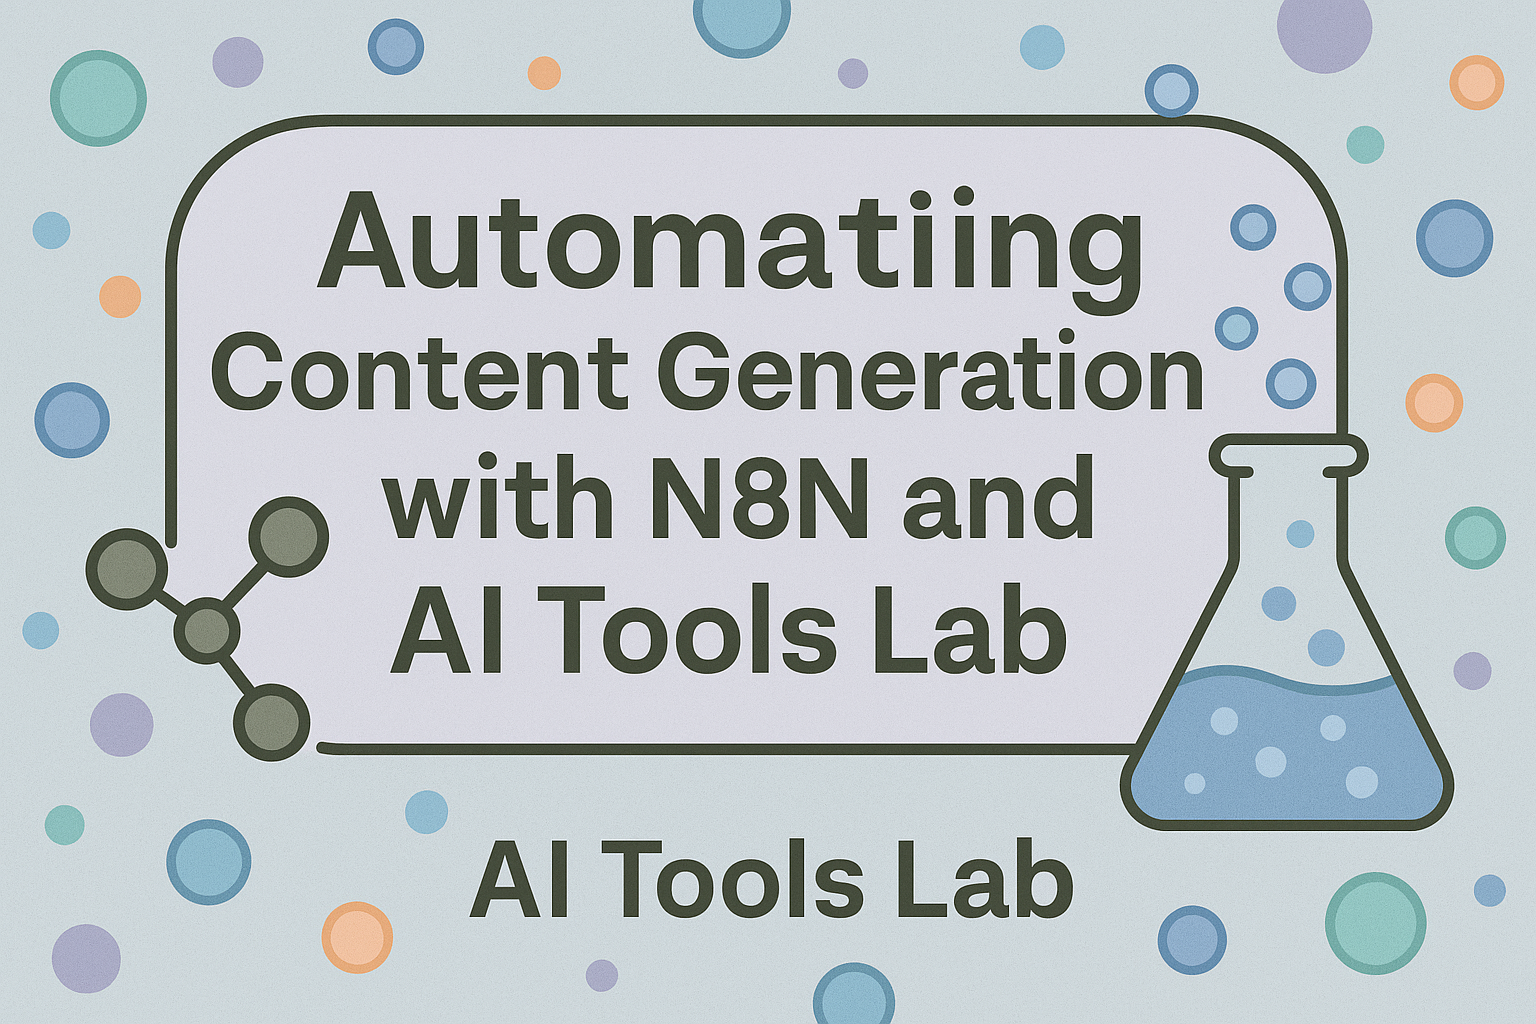 Automatiing
Content Generation
with N8N and
AI Tools Lab
AI Tools Lab